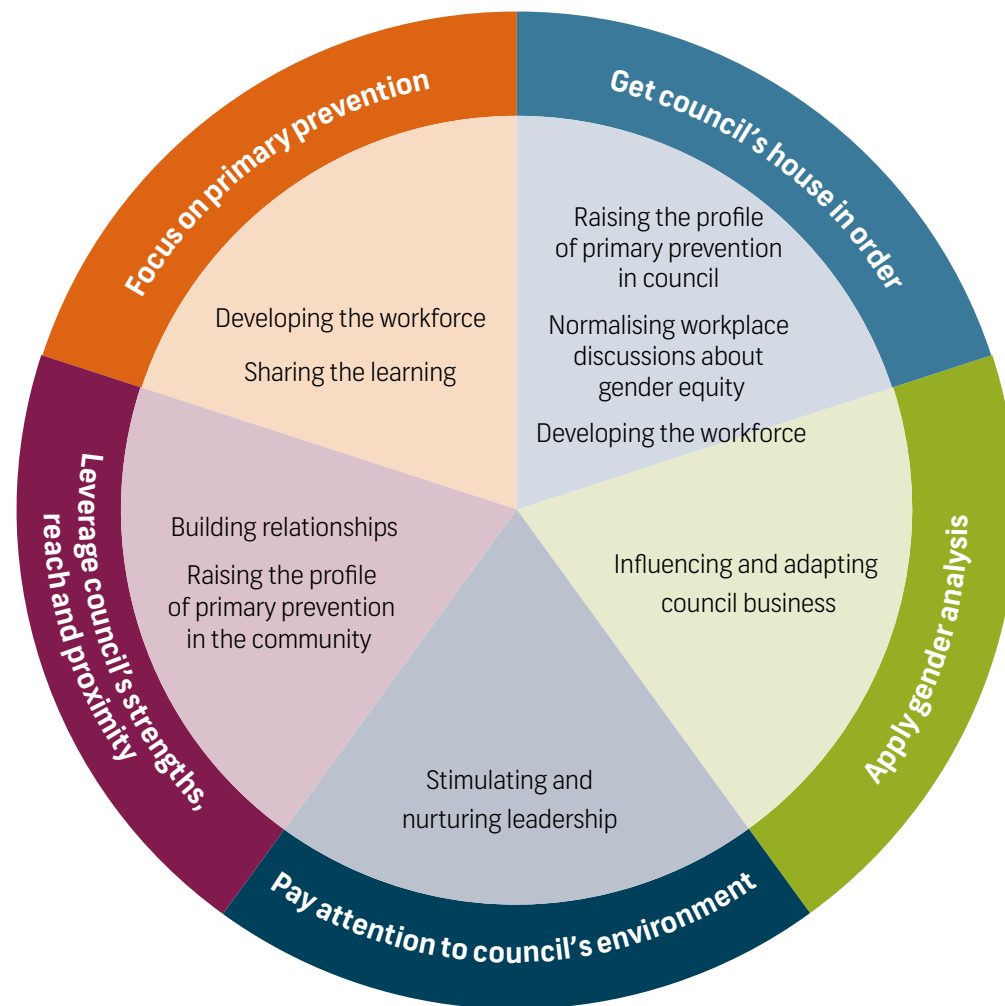 Focus on primary prevention
Developing the workforce
Sharing the learning
Get council’s house in order
Raising the profile
of primary prevention
in council
Normalising workplace
discussions about
gender equity
Developing the workforce
Apply gender analysis
Influencing and adapting
council business
Pay attention to council’s environment
Stimulating and
nurturing leadership
Leverage council’s strengths,
reach and proximity
Building relationships
Raising the profile
of primary prevention
in the community